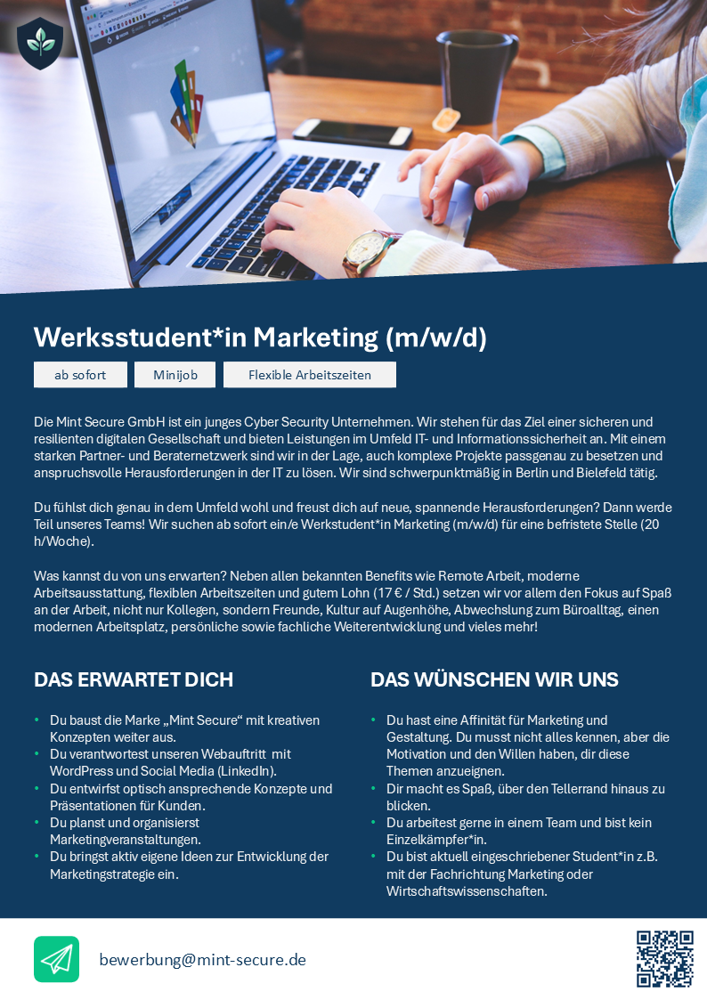 Werksstudent*in Marketing (m/w/d)
ab sofort
Minijob
Flexible Arbeitszeiten
Die Mint Secure GmbH ist ein junges Cyber Security Unternehmen. Wir stehen für das Ziel einer sicheren und
resilienten digitalen Gesellschaft und bieten Leistungen im Umfeld IT- und Informationssicherheit an. Mit einem
starken Partner- und Beraternetzwerk sind wir in der Lage, auch komplexe Projekte passgenau zu besetzen und
anspruchsvolle Herausforderungen in der IT zu lösen. Wir sind schwerpunktmäßig in Berlin und Bielefeld tätig.
Du fühlst dich genau in dem Umfeld wohl und freust dich auf neue, spannende Herausforderungen? Dann werde
Teil unseres Teams! Wir suchen ab sofort ein/e Werkstudent*in Marketing (m/w/d) für eine befristete Stelle (20
h/Woche).
Was kannst du von uns erwarten? Neben allen bekannten Benefits wie Remote Arbeit, moderne
Arbeitsausstattung, flexiblen Arbeitszeiten und gutem Lohn (17 € / Std.) setzen wir vor allem den Fokus auf Spaß
an der Arbeit, nicht nur Kollegen, sondern Freunde, Kultur auf Augenhöhe, Abwechslung zum Büroalltag, einen
modernen Arbeitsplatz, persönliche sowie fachliche Weiterentwicklung und vieles mehr!
DAS ERWARTET DICH
• Du baust die Marke „Mint Secure“ mit kreativen
Konzepten weiter aus.
• Du verantwortest unseren Webauftritt mit
WordPress und Social Media (LinkedIn).
• Du entwirfst optisch ansprechende Konzepte und
Präsentationen für Kunden.
• Du planst und organisierst
Marketingveranstaltungen.
• Du bringst aktiv eigene Ideen zur Entwicklung der
Marketingstrategie ein.
DAS WÜNSCHEN WIR UNS
• Du hast eine Affinität für Marketing und
Gestaltung. Du musst nicht alles kennen, aber die
Motivation und den Willen haben, dir diese
Themen anzueignen.
• Dir macht es Spaß, über den Tellerrand hinaus zu
blicken.
• Du arbeitest gerne in einem Team und bist kein
Einzelkämpfer*in.
• Du bist aktuell eingeschriebener Student*in z.B.
mit der Fachrichtung Marketing oder
Wirtschaftswissenschaften.
bewerbung@mint-secure.de